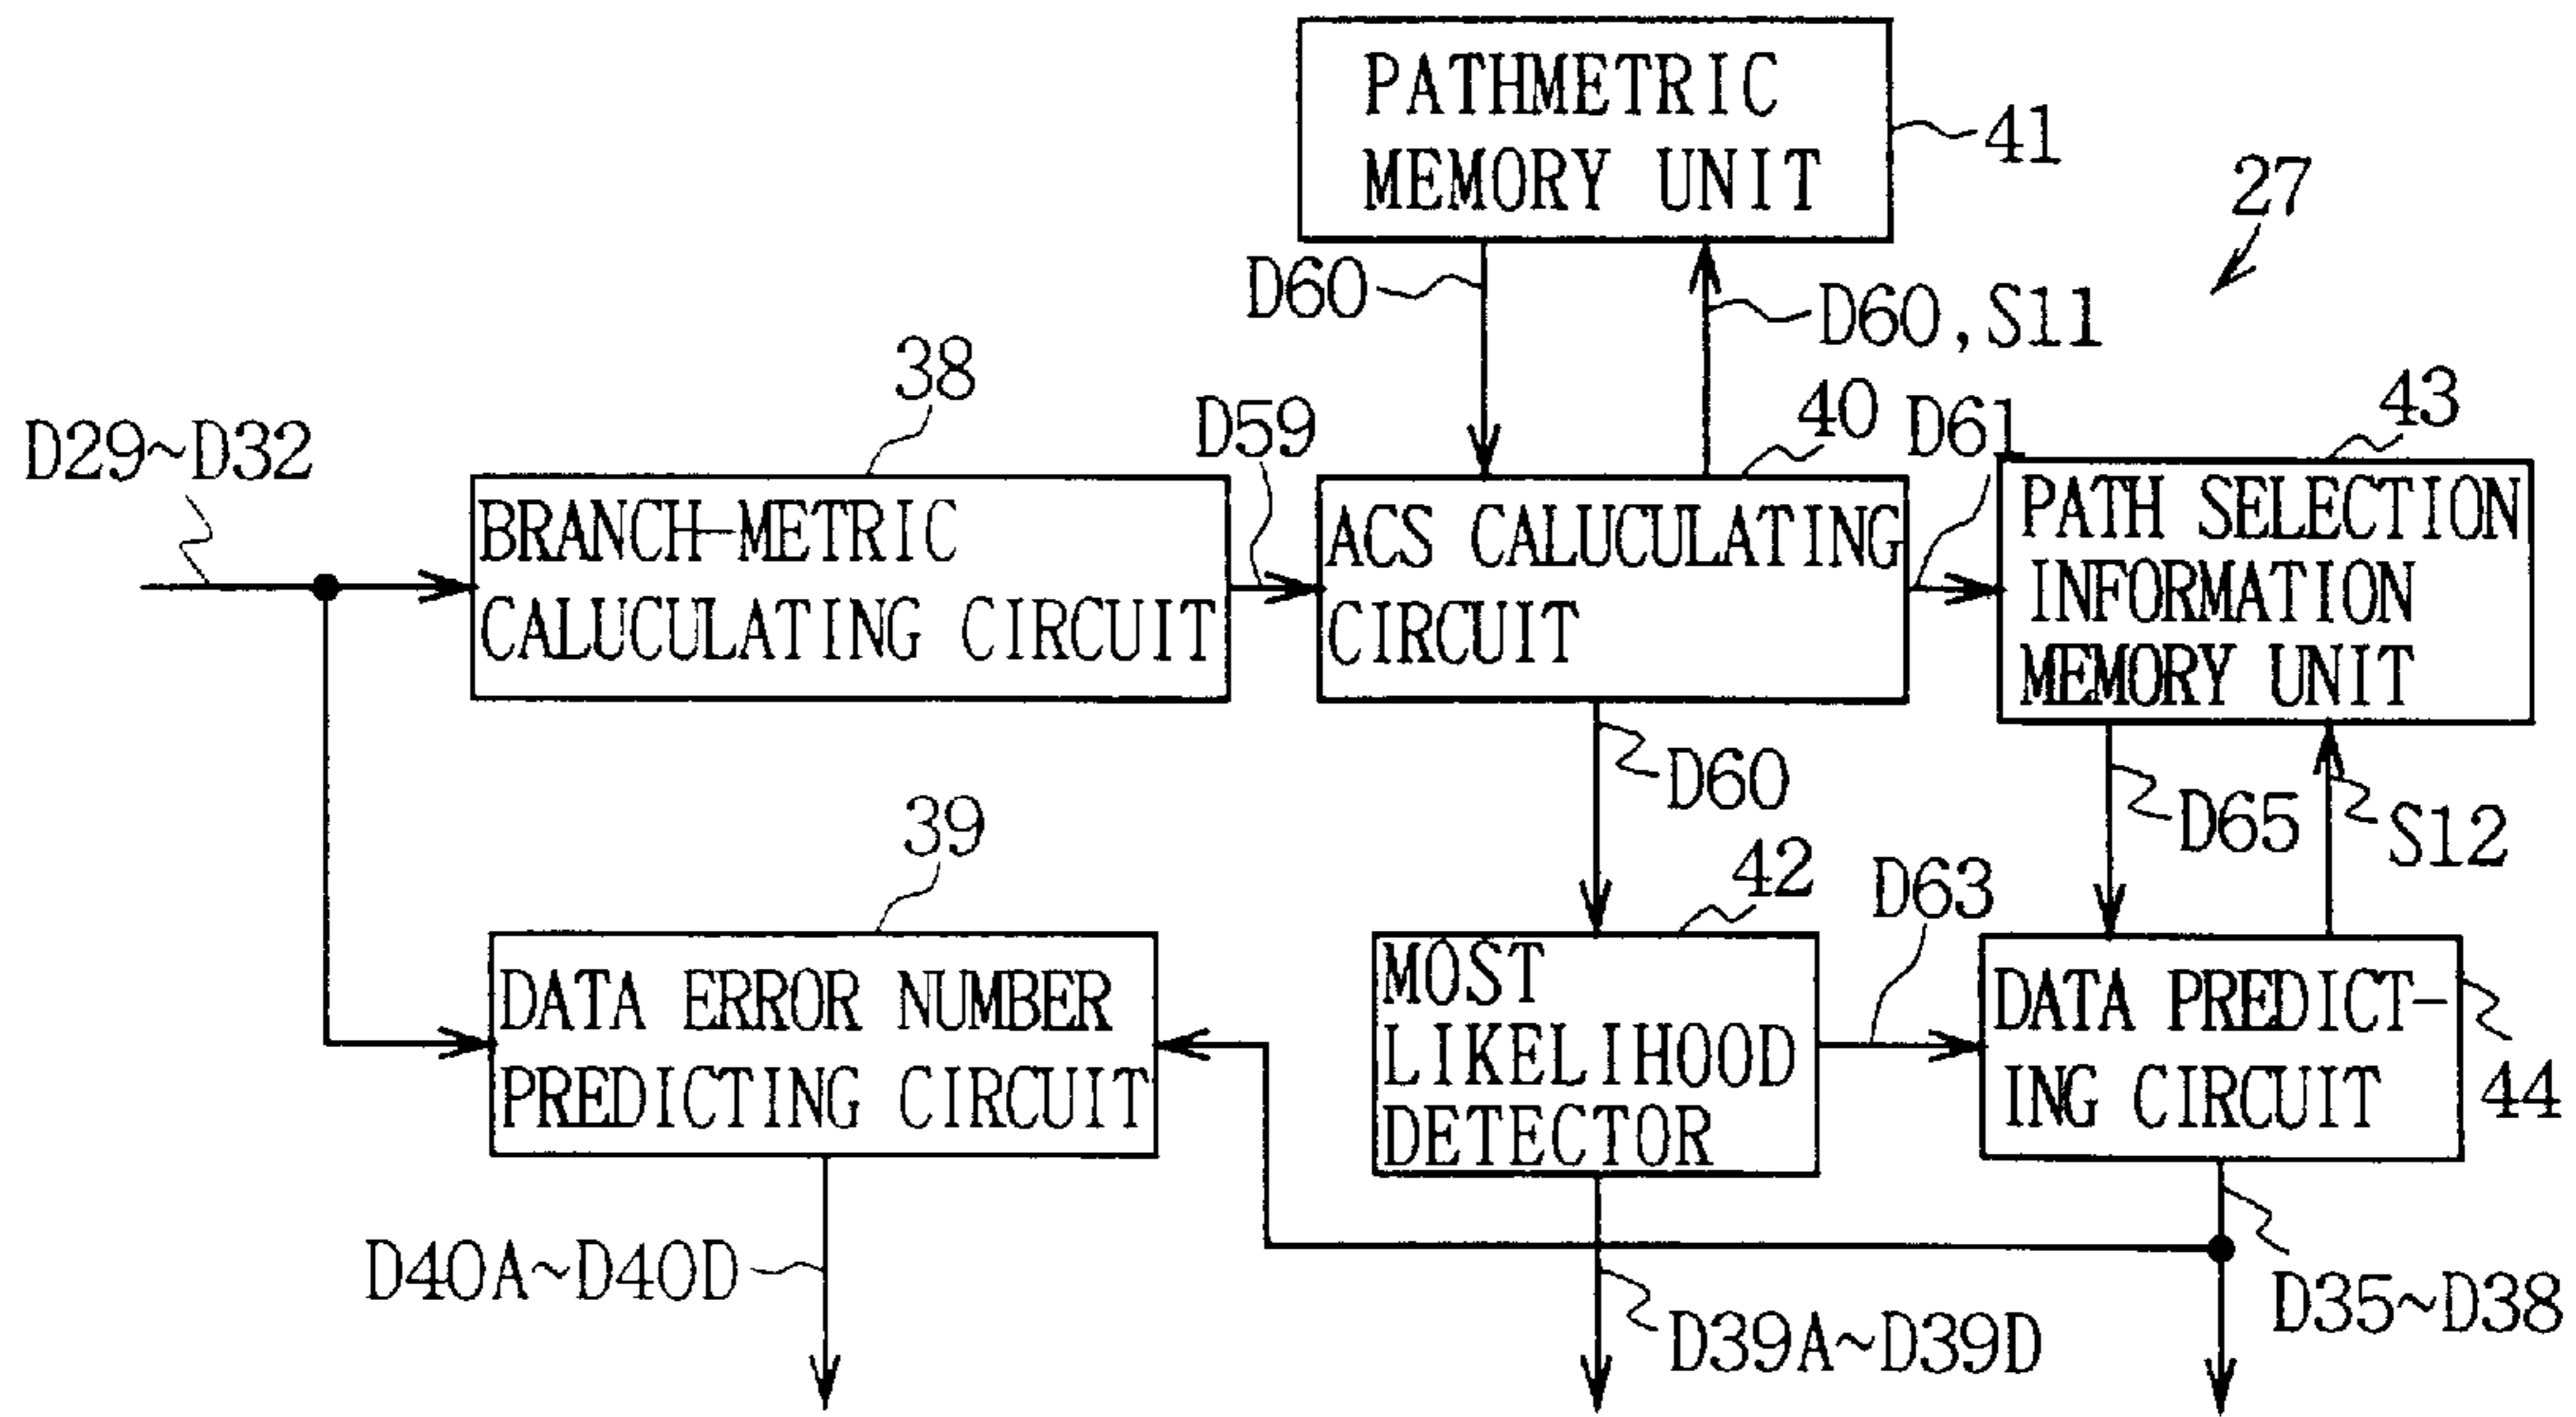 PATHMETRIC
MEMORY UNIT
41
27
D60
D60,S11
38
D59
40
D61
43
D29~D32
BRANCH-METRIC
CALUCULATING CIRCUIT
ACS CALUCULATING
CIRCUIT
PATH SELECTION
INFORMATION
MEMORY UNIT
D60
D65
S12
39
42
D63
DATA ERROR NUMBER
PREDICTING CIRCUIT
MOST
LIKELIHOOD
DETECTOR
DATA PREDICT-
ING CIRCUIT
44
D40A~D40D
D39A~D39D
D35~D38